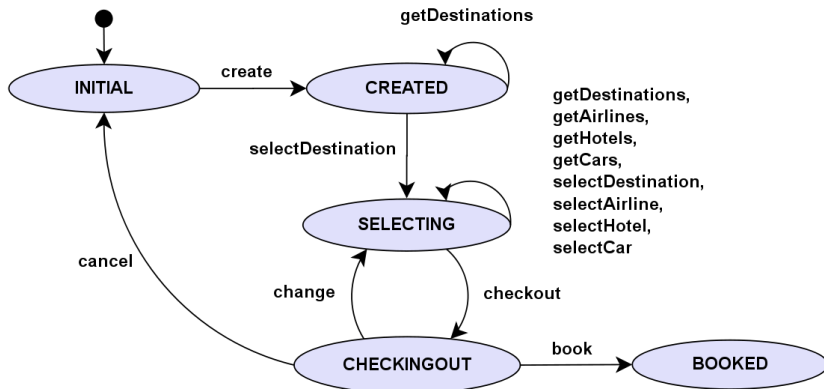 getDestinations
create
INITIAL
CREATED
getDestinations,
getAirlines,
getHotels,
getCars,
selectDestination,
selectAirline,
selectHotel,
selectCar
selectDestination
SELECTING
cancel
change
checkout
book
CHECKINGOUT
BOOKED